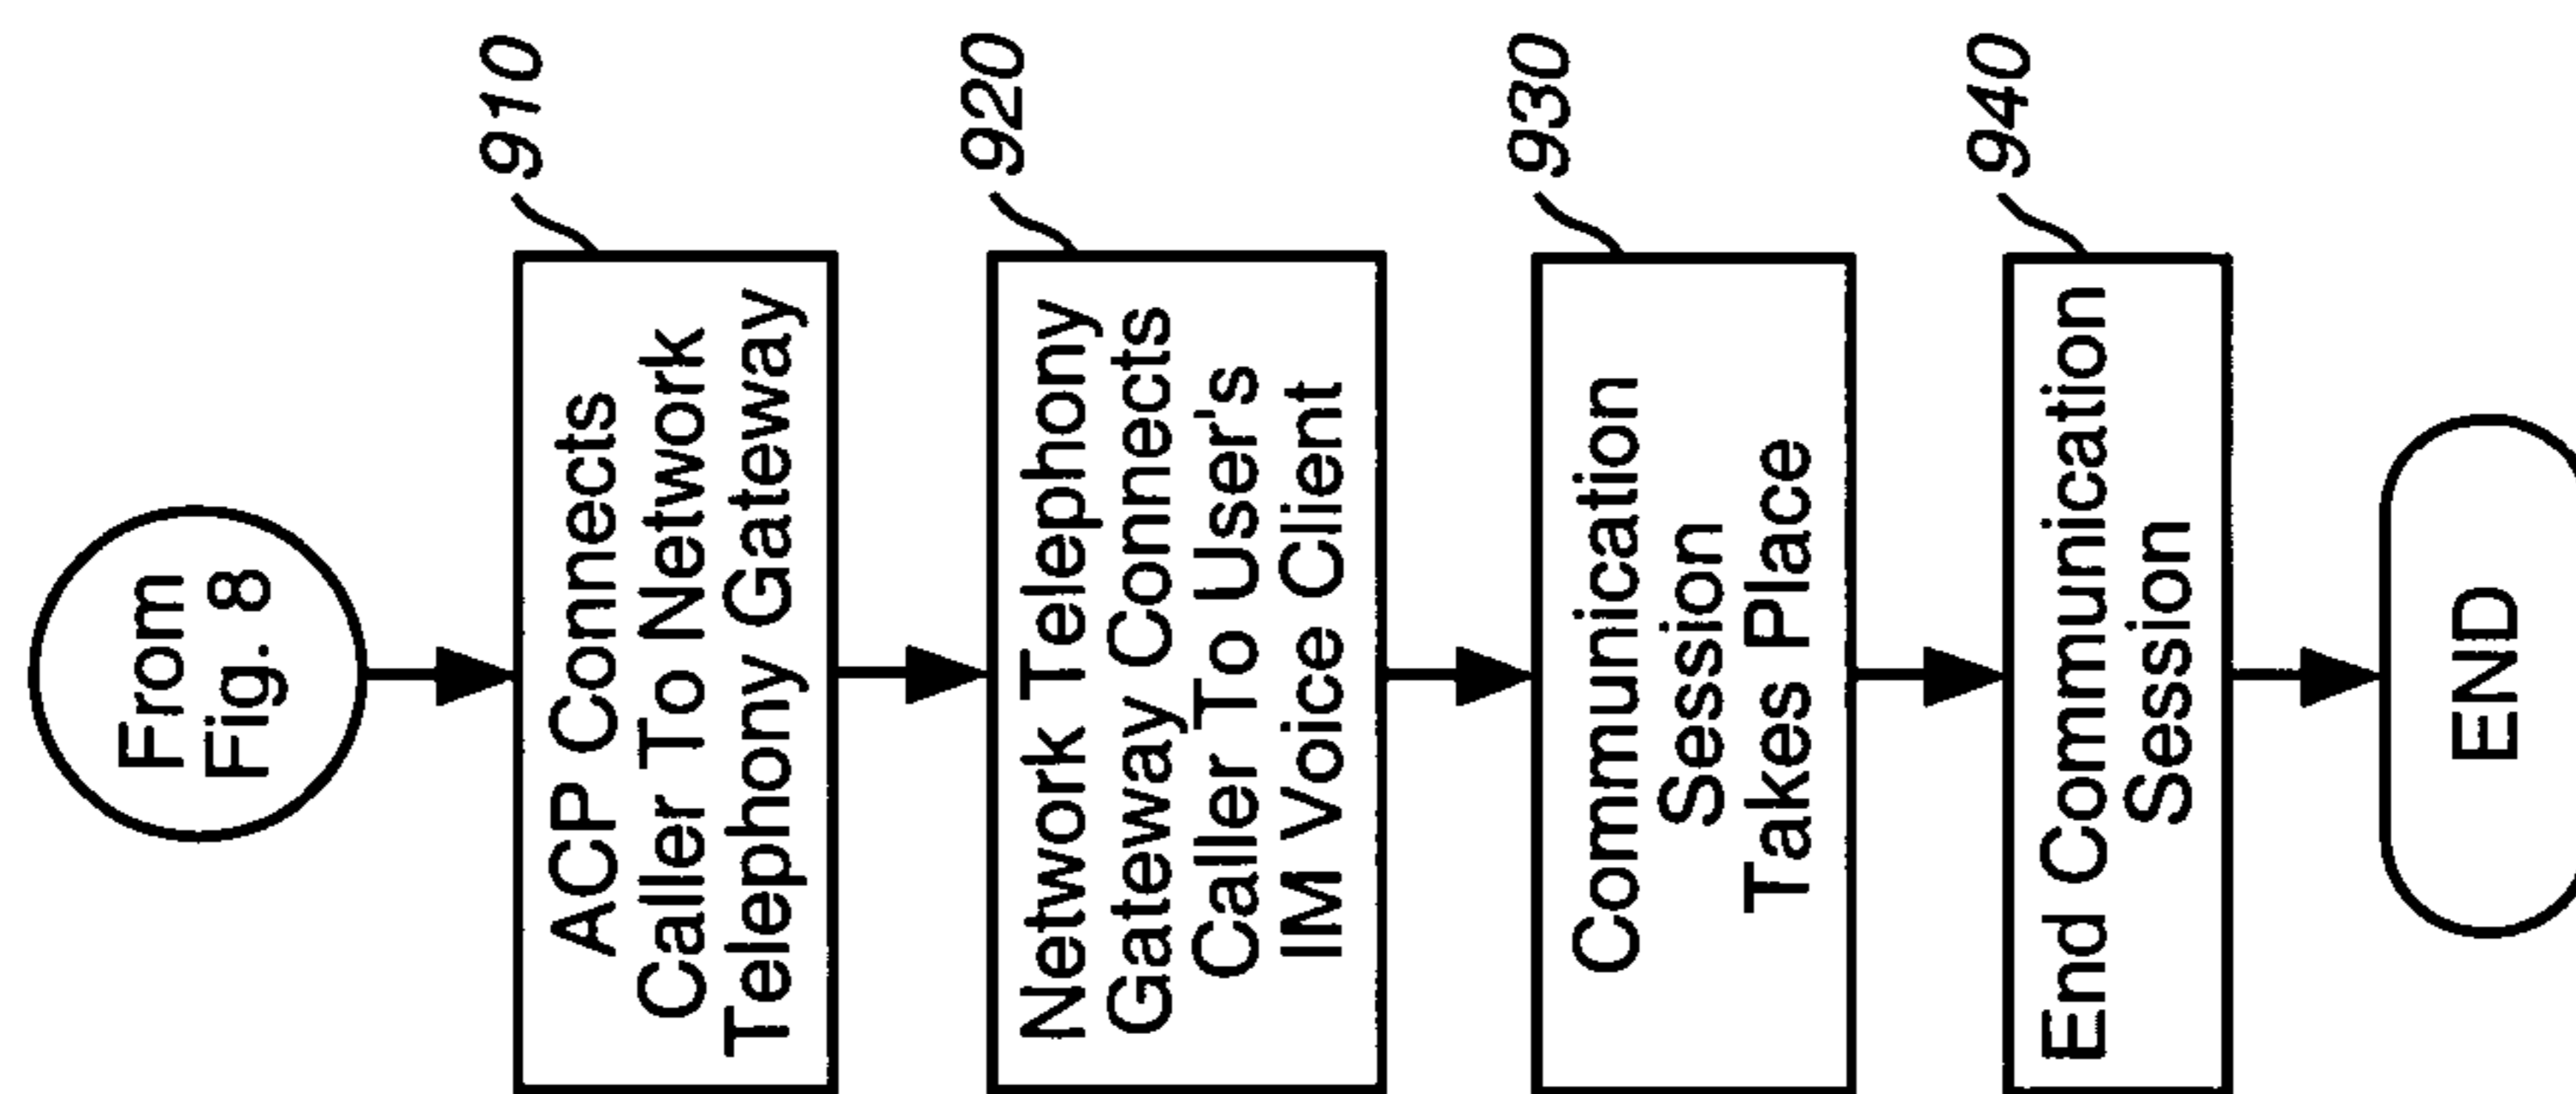 From
Fig. 8
910
ACP Connects
Caller To Network
Telephony Gateway
920
Network Telephony
Gateway Connects
Caller To User's
IM Voice Client
930
Communication
Session
Takes Place
940
End Communication
Session
END